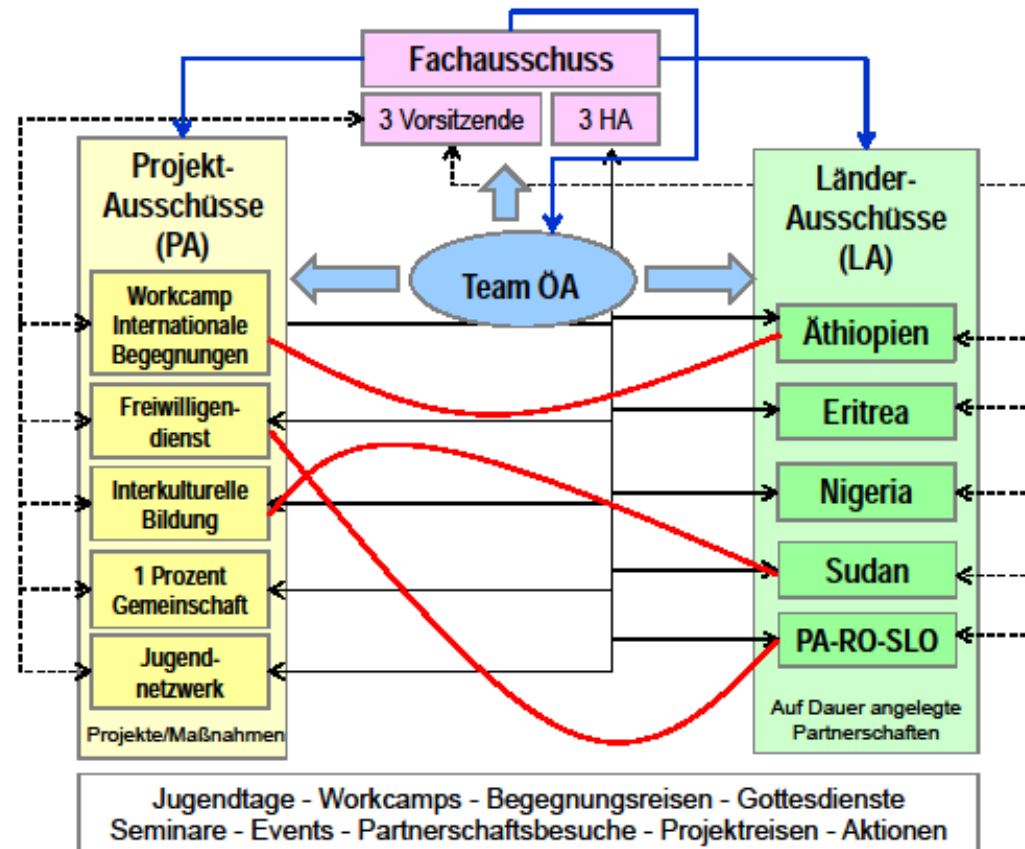 Fachausschuss
3 Vorsitzende
3 HA
Projekt-
Ausschüsse
(PA)
Workcamp
Internationale
Begegnungen
Freiwilligen-
dienst
Interkulturelle
Bildung
1 Prozent
Gemeinschaft
Jugend-
netzwerk
Projekte/Maßnahmen
Team ÖA
Länder-
Ausschüsse
(LA)
Äthiopien
Eritrea
Nigeria
Sudan
PA-RO-SLO
Auf Dauer angelegte
Partnerschaften
Jugendtage - Workcamps - Begegnungsreisen - Gottesdienste
Seminare - Events - Partnerschaftsbesuche - Projektreisen - Aktionen